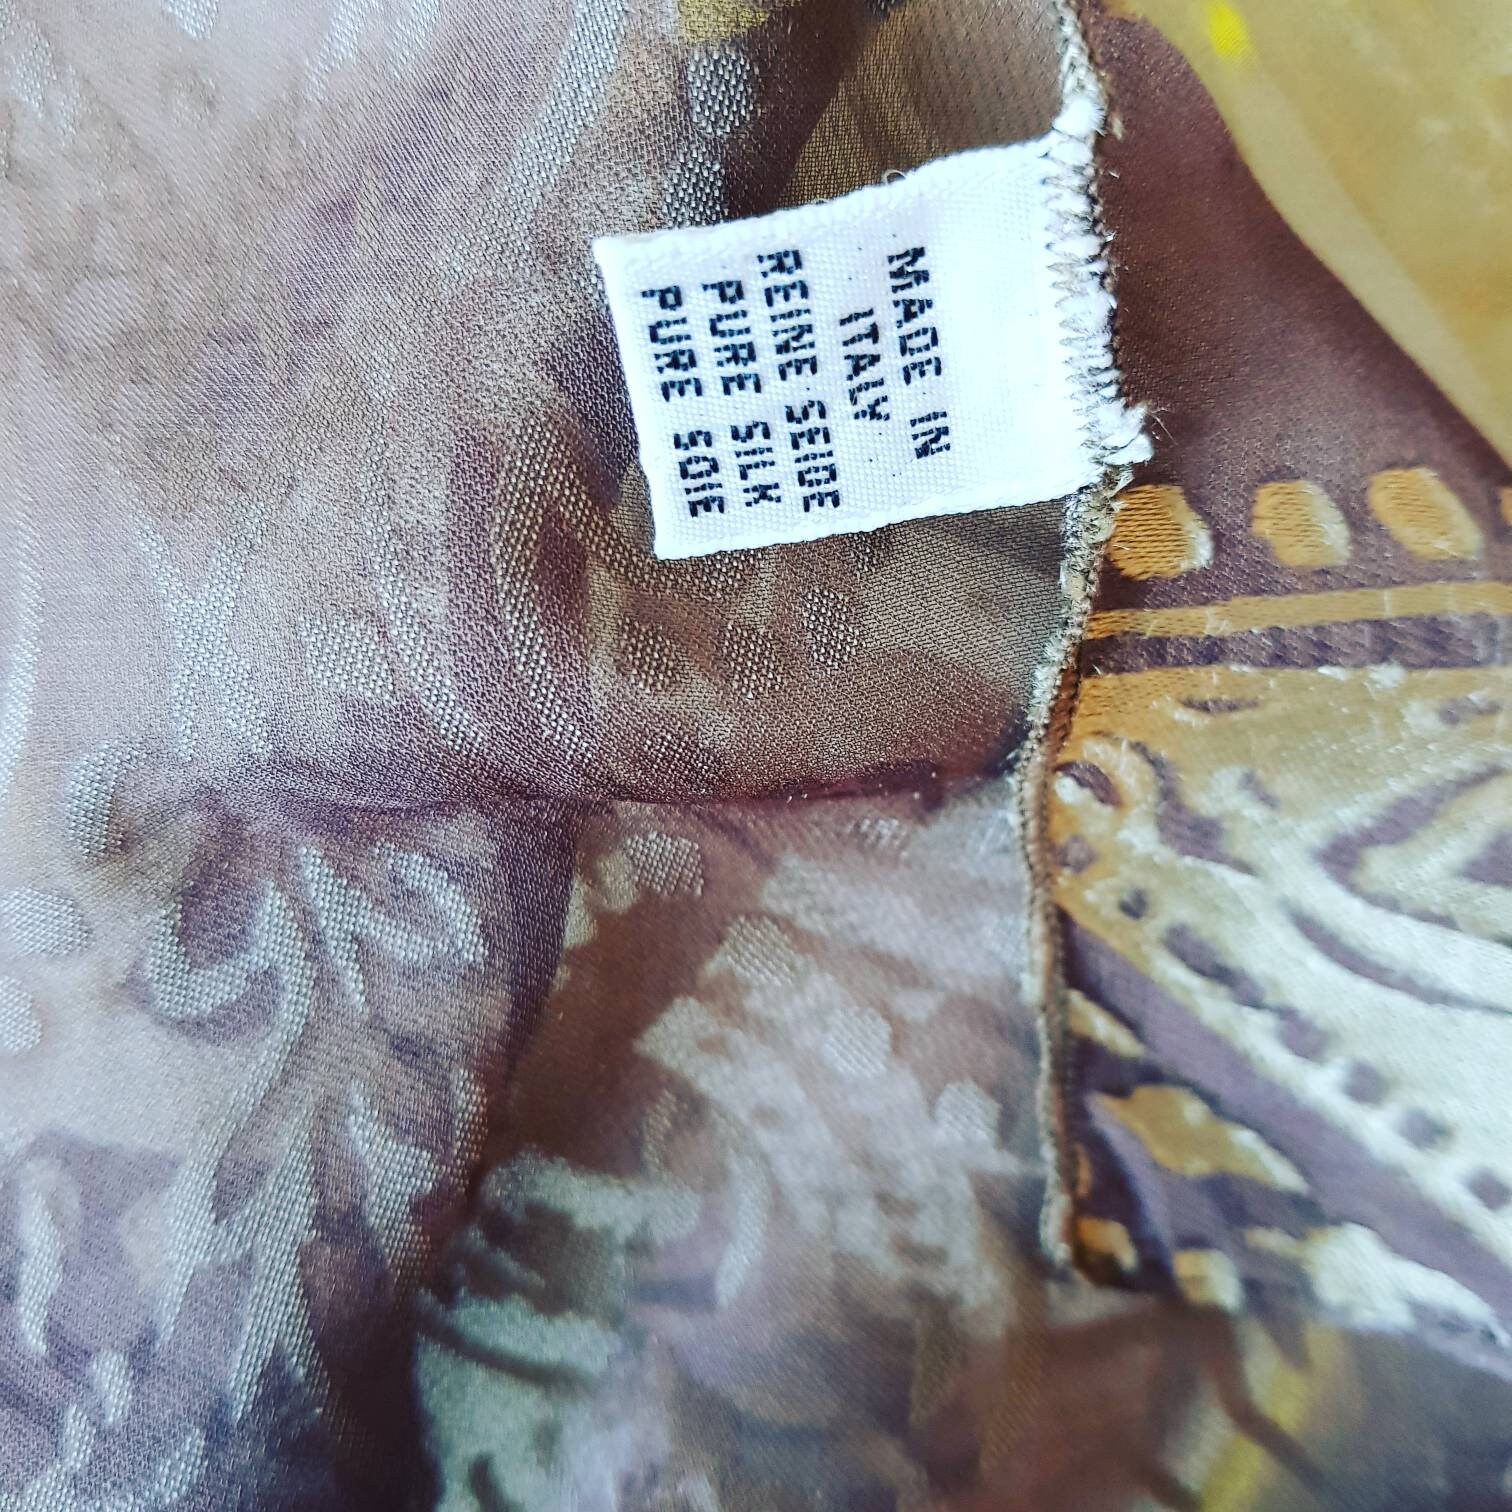 MADE IN
ITALY
REINE SEIDE
PURE SILK
PURE SOIE